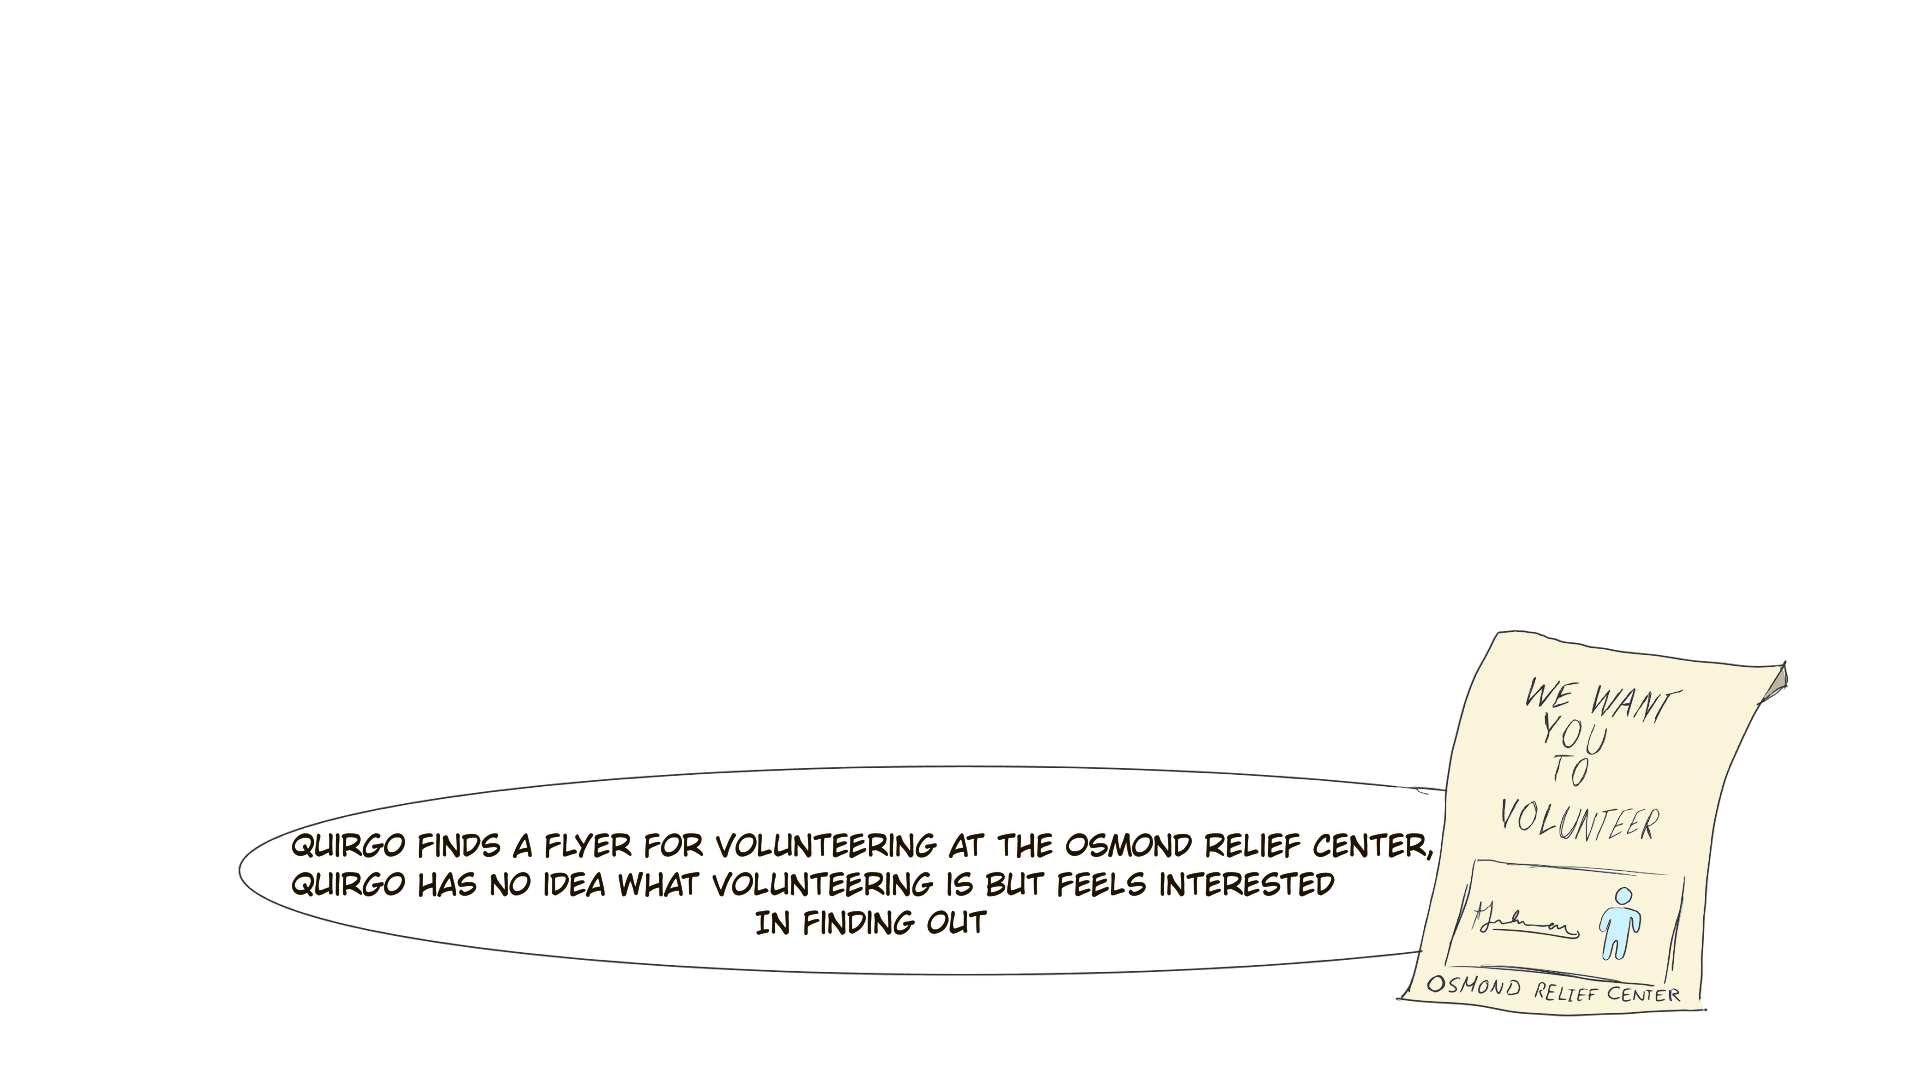 QUIRGO FINDS A FLYER FOR VOLUNTEERING AT THE OSMOND RELIEF CENTER,
QUIRGO HAS NO IDEA WHAT VOLUNTEERING IS BUT FEELS INTERESTED
IN FINDING OUT
WE WANT
YOU
TO
VOLUNTEER
OSMOND RELIEF CENTER